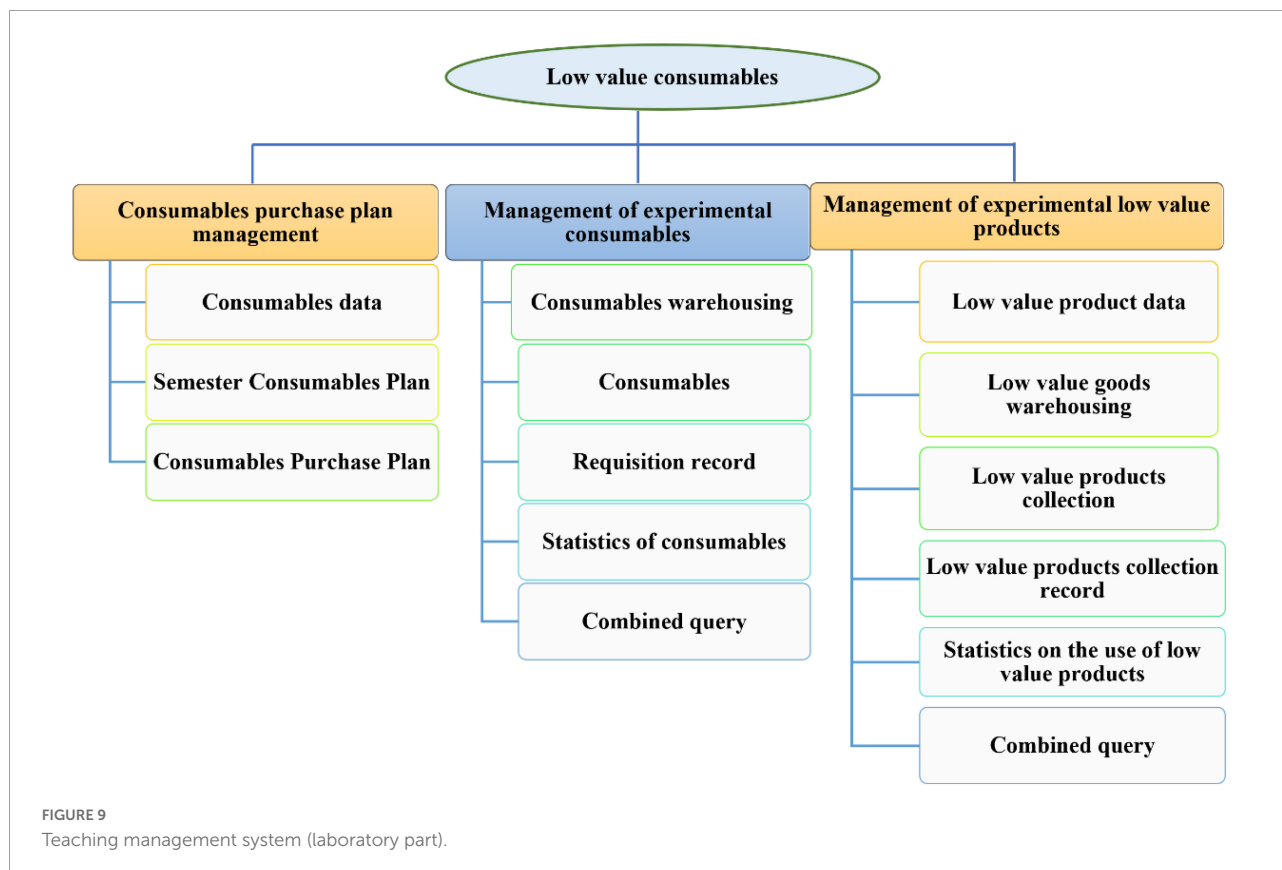 Low value consumables
Consumables purchase plan
management
Consumables data
Semester Consumables Plan
Consumables Purchase Plan
Management of experimental
consumables
Consumables warehousing
Consumables
Requisition record
Statistics of consumables
Combined query
Management of experimental low value
products
Low value product data
Low value goods
warehousing
Low value products
collection
Low value products collection
record
Statistics on the use of low
value products
Combined query
FIGURE 9
Teaching management system (laboratory part).